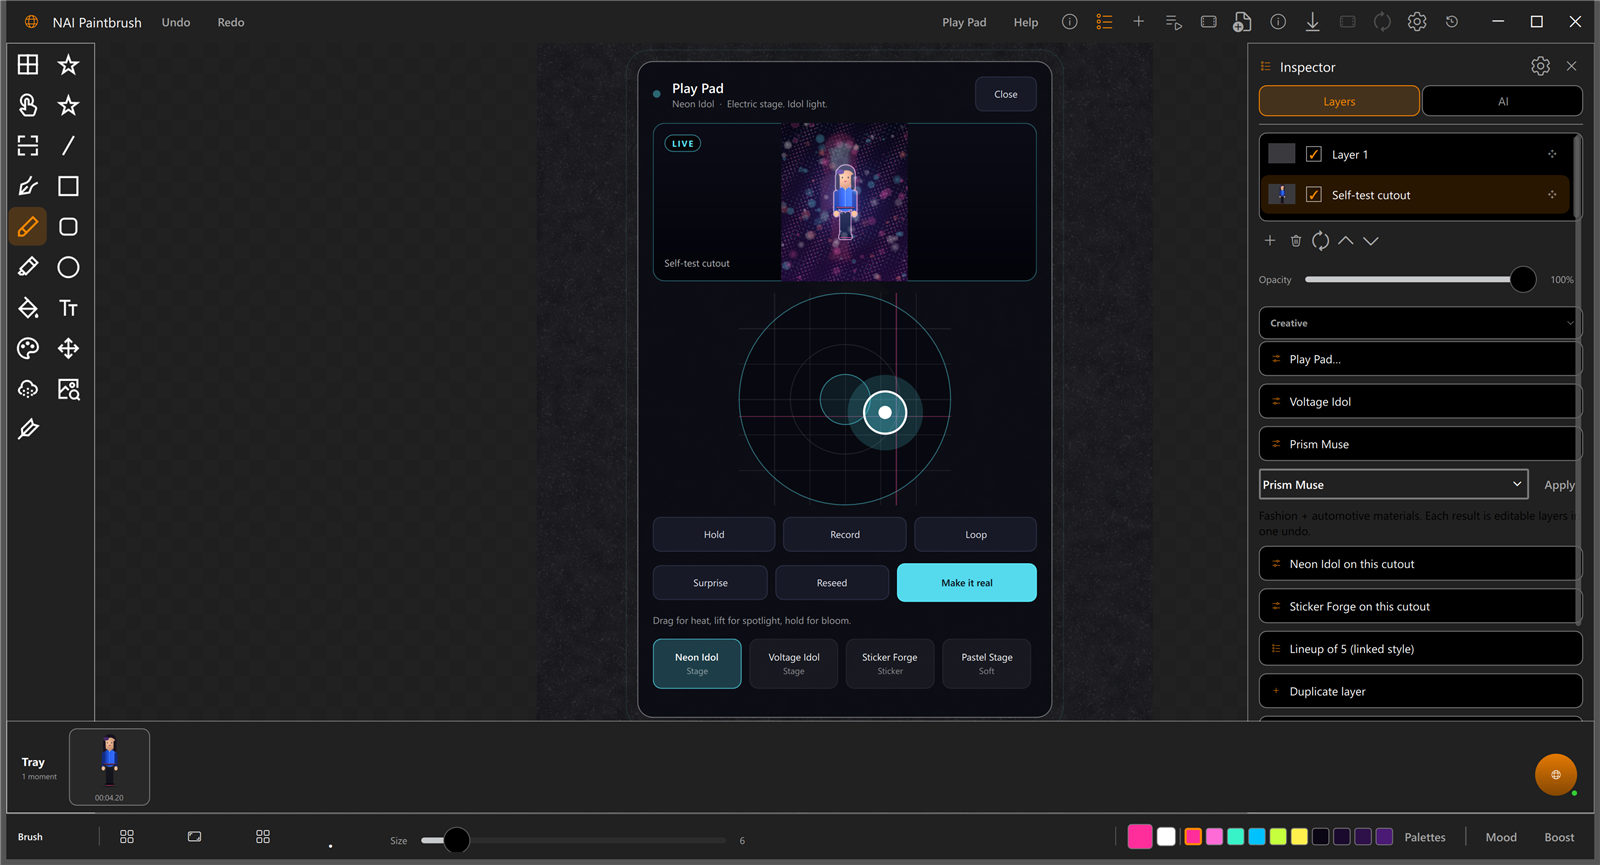 NAI Paintbrush
Undo
Redo
Play Pad
Help
Play Pad
Neon Idol · Electric stage. Idol light.
Close
LIVE
Self-test cutout
Hold
Record
Loop
Surprise
Reseed
Make it real
Drag for heat, lift for spotlight, hold for bloom.
Neon Idol
Stage
Voltage Idol
Stage
Sticker Forge
Sticker
Pastel Stage
Soft
Inspector
Layers
AI
Layer 1
Self-test cutout
Opacity
100%
Creative
Play Pad...
Voltage Idol
Prism Muse
Prism Muse
Apply
Fashion + automotive materials. Each result is editable layers i
one undo.
Neon Idol on this cutout
Sticker Forge on this cutout
Lineup of 5 (linked style)
Duplicate layer
Tray
1 moment
00:04.20
Brush
Size
6
Palettes
Mood
Boost